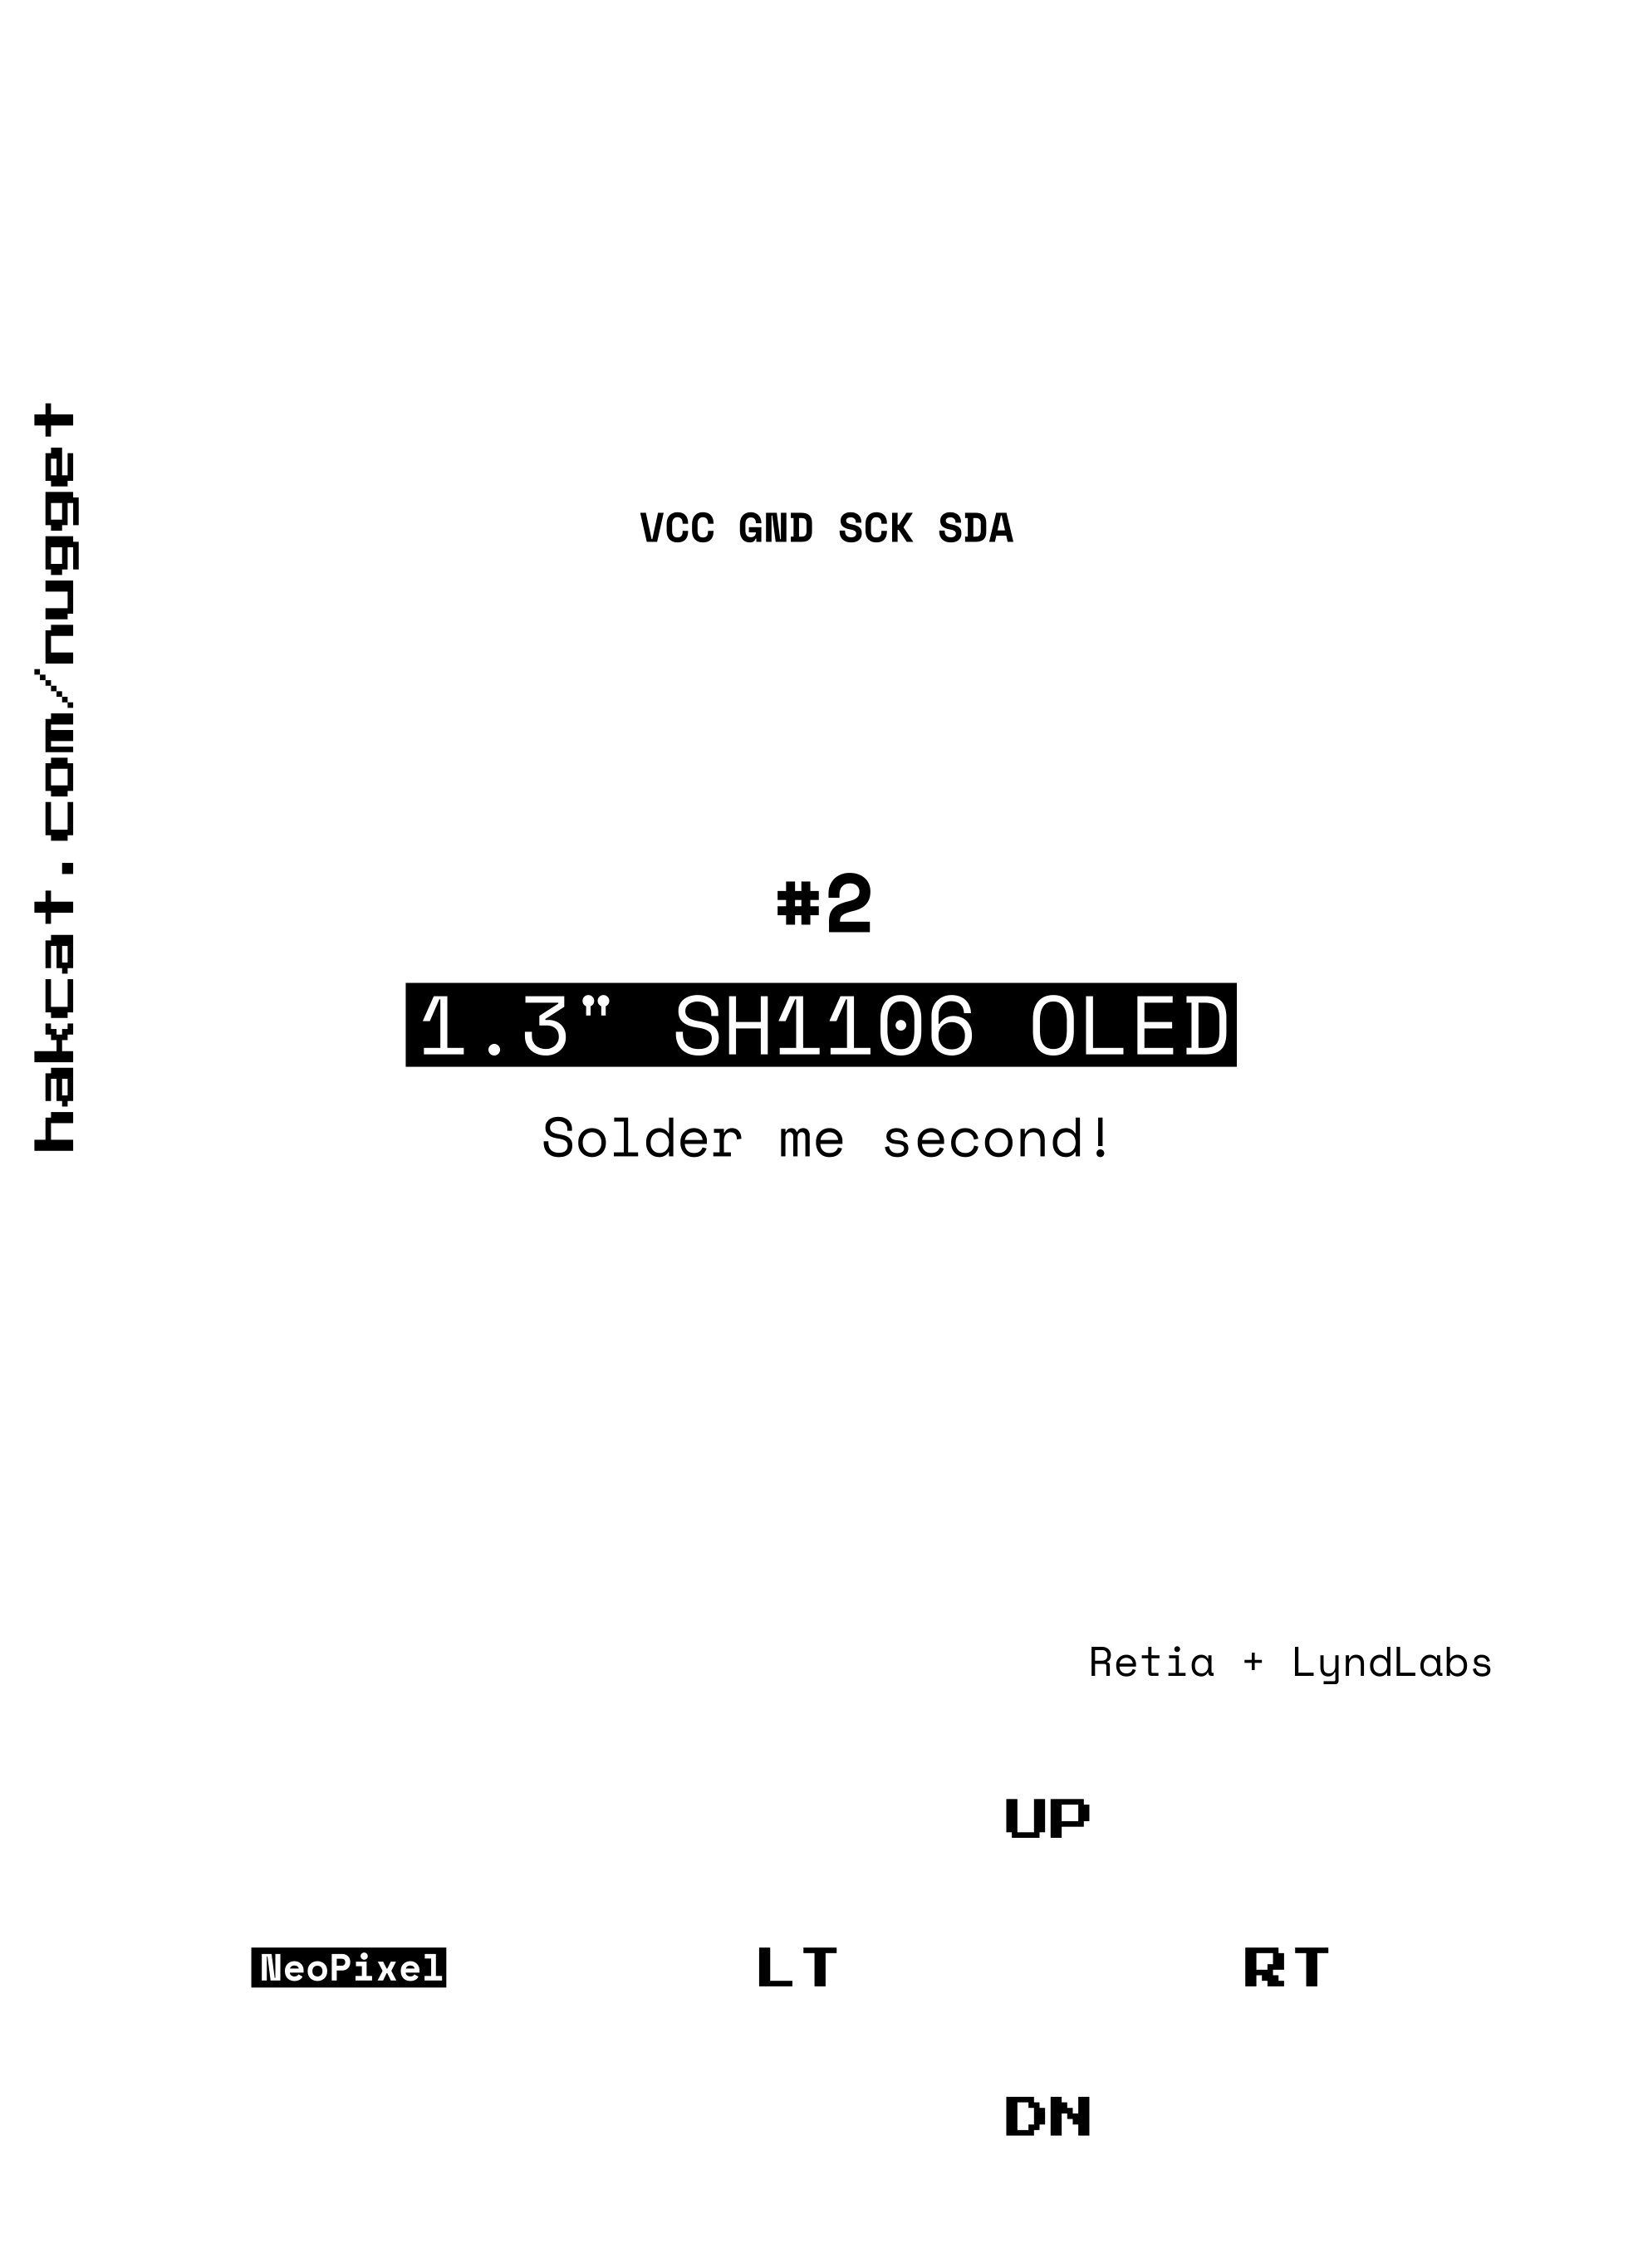 hakcat.com/nugget
VCC GND SCK SDA
#2
1.3" SH1106 OLED
Solder me second!
Retia + LyndLabs
UP
NeoPixel LT RT
DN